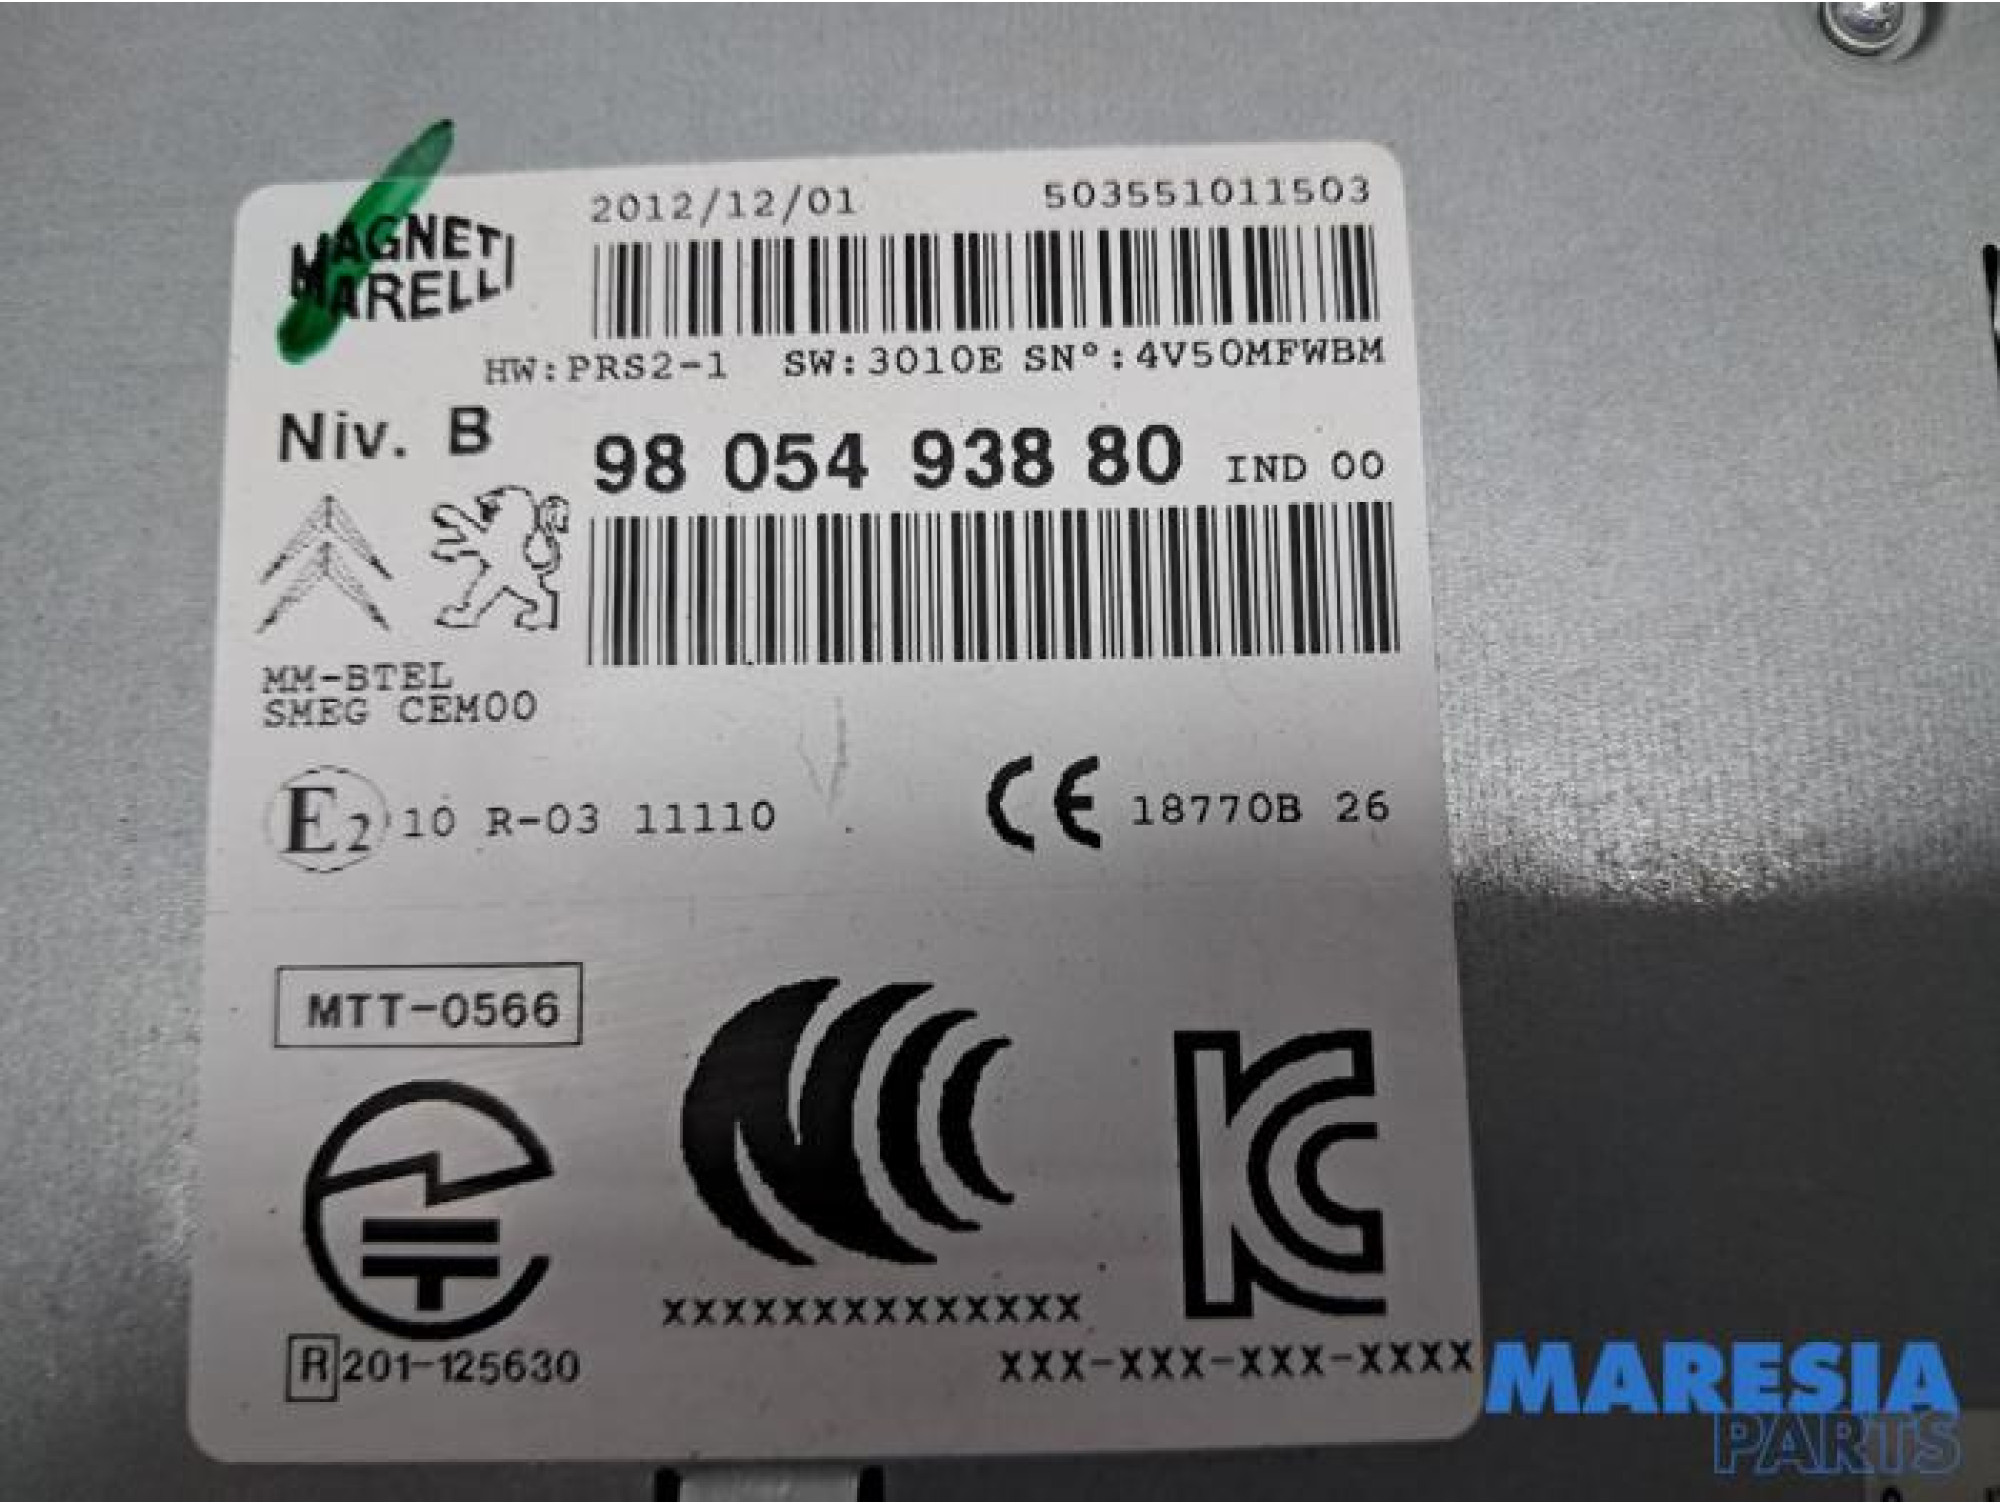 MAGNETI
MARELLI
2012/12/01 503551011503
HW:PRS2-1 SW:3010E SN°:4V50MFWBM
Niv. B
98 054 938 80 IND 00
MM-BTEL
SMEG CEM00
E2 10 R-03 11110
CE 18770B 26
MTT-0566
R 201-125630
XXXXXXXXXXXXXX
XXX-XXX-XXX-XXXX
MARESIA
PARTS